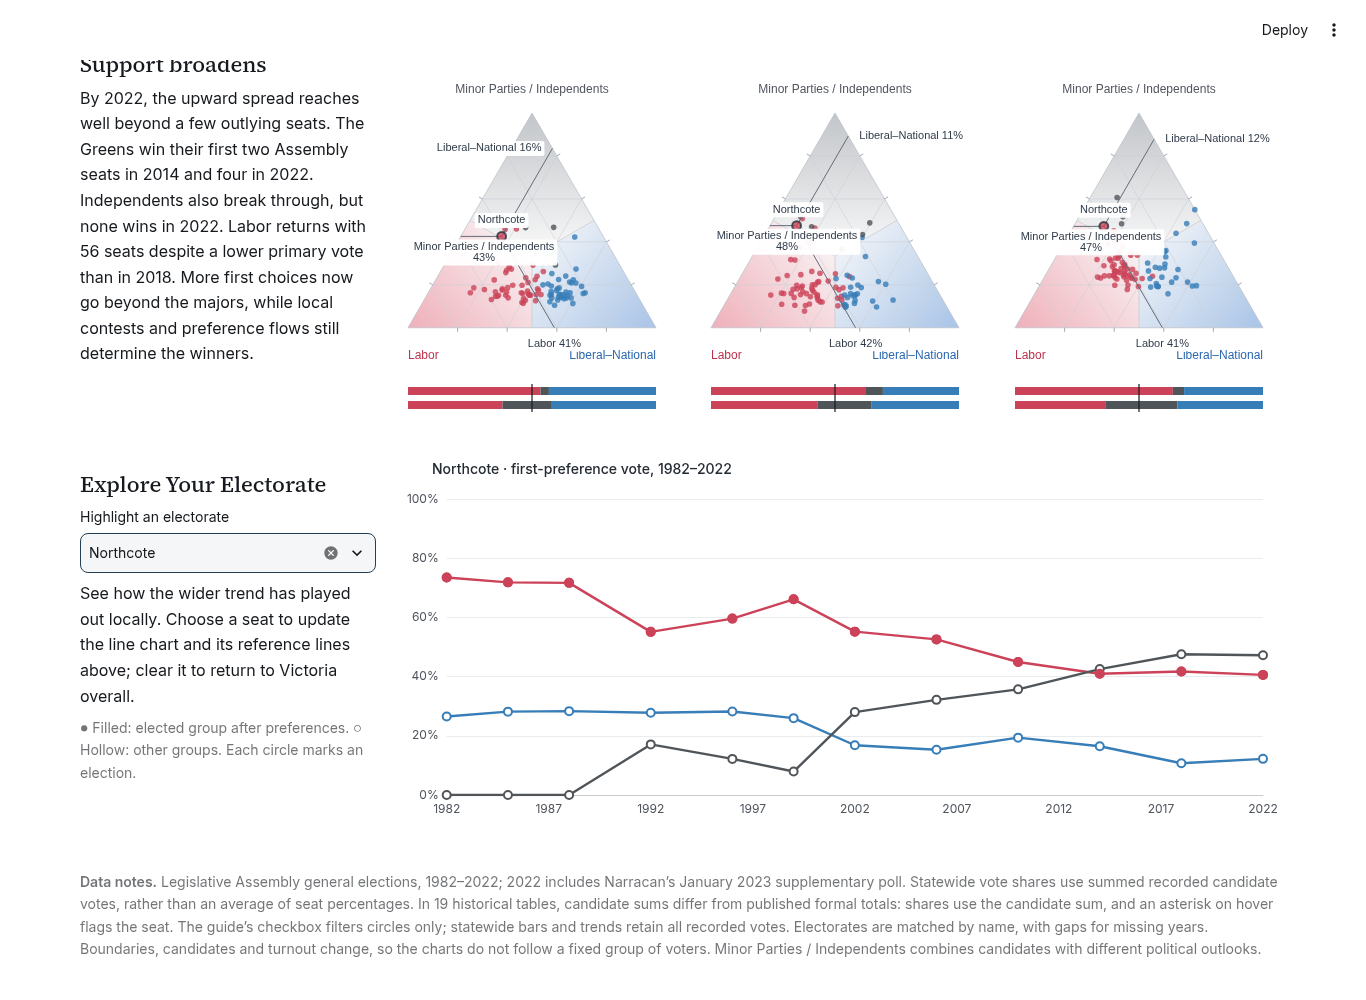 Deploy
Support broadens
By 2022, the upward spread reaches
well beyond a few outlying seats. The
Greens win their first two Assembly
seats in 2014 and four in 2022.
Independents also break through, but
none wins in 2022. Labor returns with
56 seats despite a lower primary vote
than in 2018. More first choices now
go beyond the majors, while local
contests and preference flows still
determine the winners.
Minor Parties / Independents
Liberal–National 16%
Northcote
Minor Parties / Independents
43%
Labor 41%
Labor
Liberal–National
Minor Parties / Independents
Liberal–National 11%
Northcote
Minor Parties / Independents
48%
Labor 42%
Labor
Liberal–National
Minor Parties / Independents
Liberal–National 12%
Northcote
Minor Parties / Independents
47%
Labor 41%
Labor
Liberal–National
Explore Your Electorate
Highlight an electorate
Northcote
See how the wider trend has played
out locally. Choose a seat to update
the line chart and its reference lines
above; clear it to return to Victoria
overall.
● Filled: elected group after preferences. ○
Hollow: other groups. Each circle marks an
election.
Northcote · first-preference vote, 1982–2022
100%
80%
60%
40%
20%
0%
1982 1987 1992 1997 2002 2007 2012 2017 2022
Data notes. Legislative Assembly general elections, 1982–2022; 2022 includes Narracan’s January 2023 supplementary poll. Statewide vote shares use summed recorded candidate
votes, rather than an average of seat percentages. In 19 historical tables, candidate sums differ from published formal totals: shares use the candidate sum, and an asterisk on hover
flags the seat. The guide’s checkbox filters circles only; statewide bars and trends retain all recorded votes. Electorates are matched by name, with gaps for missing years.
Boundaries, candidates and turnout change, so the charts do not follow a fixed group of voters. Minor Parties / Independents combines candidates with different political outlooks.